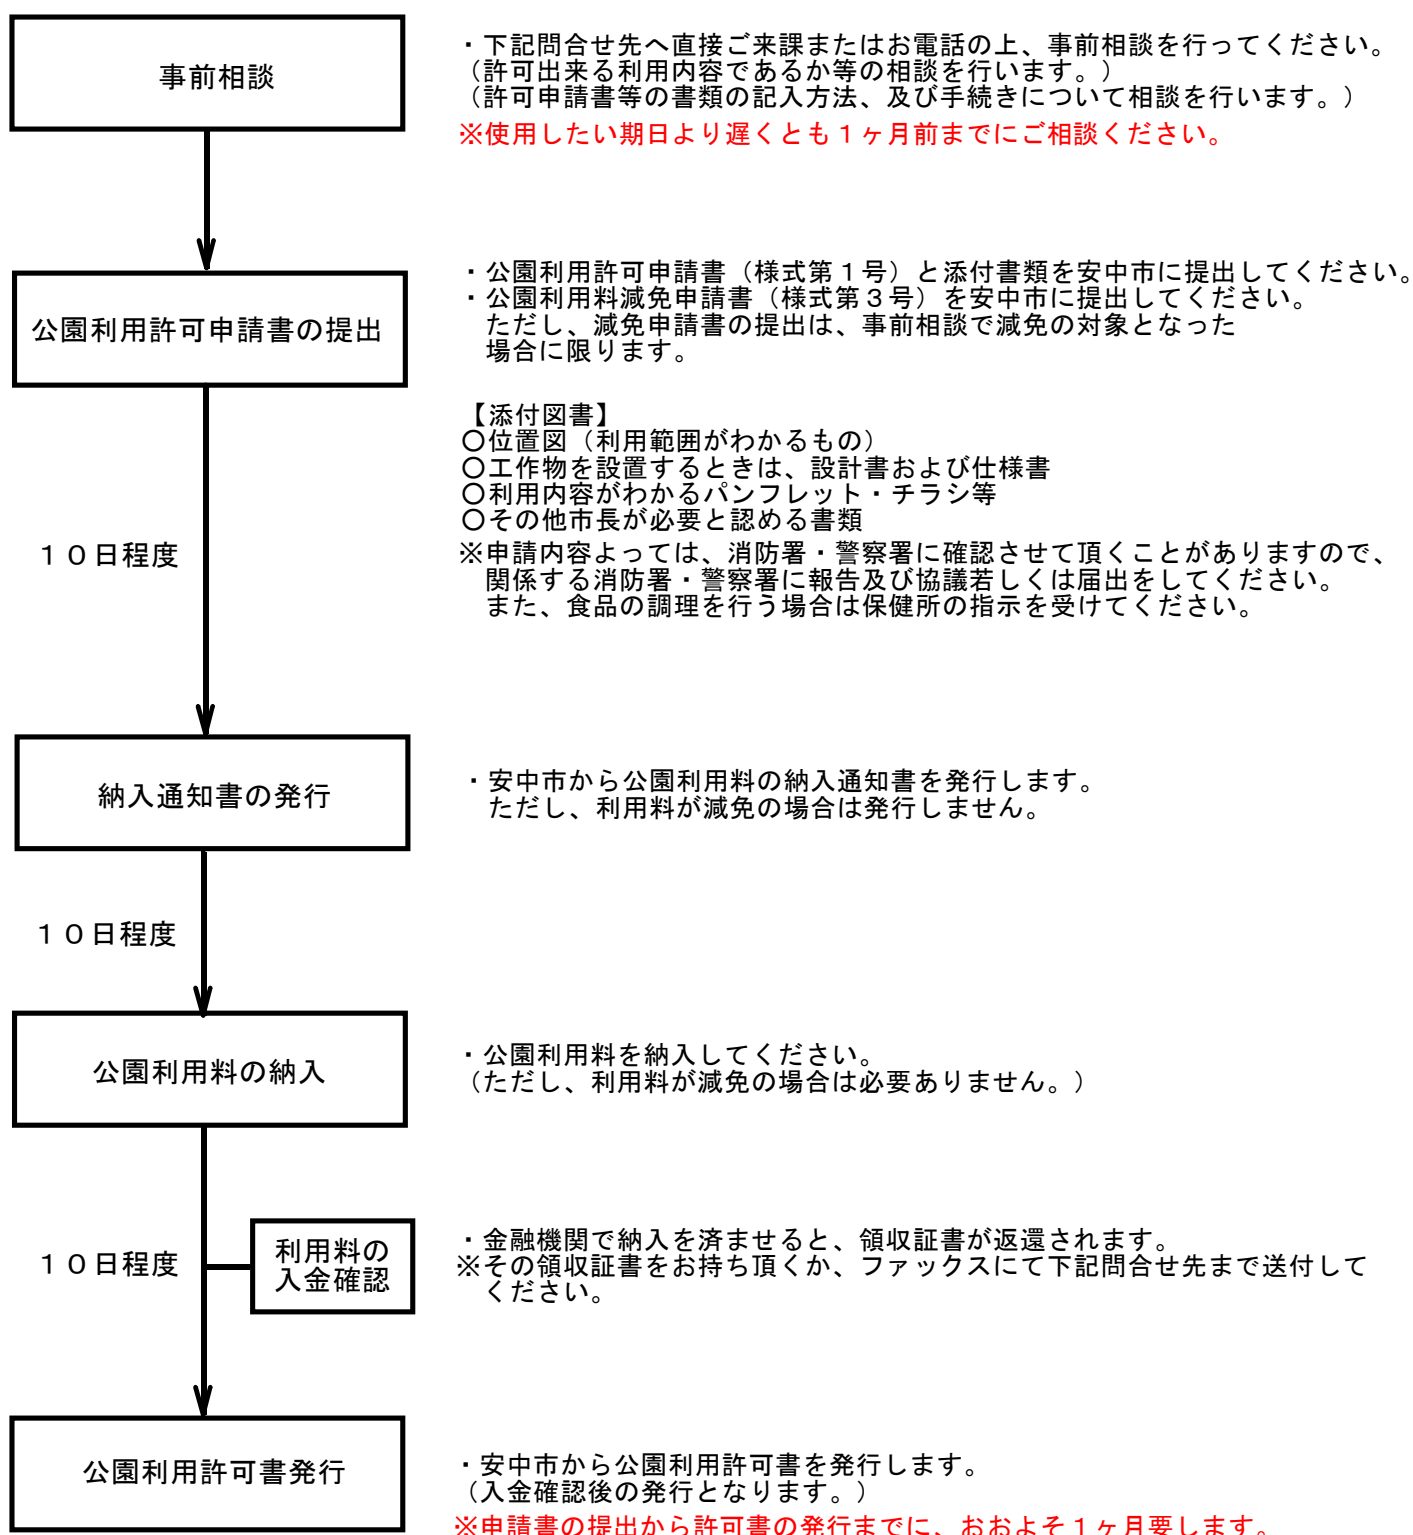 事前相談
・下記問合せ先へ直接ご来課またはお電話の上、事前相談を行ってください。
（許可出来る利用内容であるか等の相談を行います。）
（許可申請書等の書類の記入方法、及び手続きについて相談を行います。）
※使用したい期日より遅くとも１ヶ月前までにご相談ください。
公園利用許可申請書の提出
・公園利用許可申請書（様式第１号）と添付書類を安中市に提出してください。
・公園利用料減免申請書（様式第３号）を安中市に提出してください。
ただし、減免申請書の提出は、事前相談で減免の対象となった
場合に限ります。
【添付図書】
○位置図（利用範囲がわかるもの）
○工作物を設置するときは、設計書および仕様書
○利用内容がわかるパンフレット・チラシ等
○その他市長が必要と認める書類
※申請内容よっては、消防署・警察署に確認させて頂くことがありますので、
関係する消防署・警察署に報告及び協議若しくは届出をしてください。
また、食品の調理を行う場合は保健所の指示を受けてください。
１０日程度
納入通知書の発行
・安中市から公園利用料の納入通知書を発行します。
ただし、利用料が減免の場合は発行しません。
１０日程度
公園利用料の納入
・公園利用料を納入してください。
（ただし、利用料が減免の場合は必要ありません。）
１０日程度
利用料の
入金確認
・金融機関で納入を済ませると、領収証書が返還されます。
※その領収証書をお持ち頂くか、ファックスにて下記問合せ先まで送付して
ください。
公園利用許可書発行
・安中市から公園利用許可書を発行します。
（入金確認後の発行となります。）
※申請書の提出から許可書の発行までに、おおよそ１ヶ月要します。